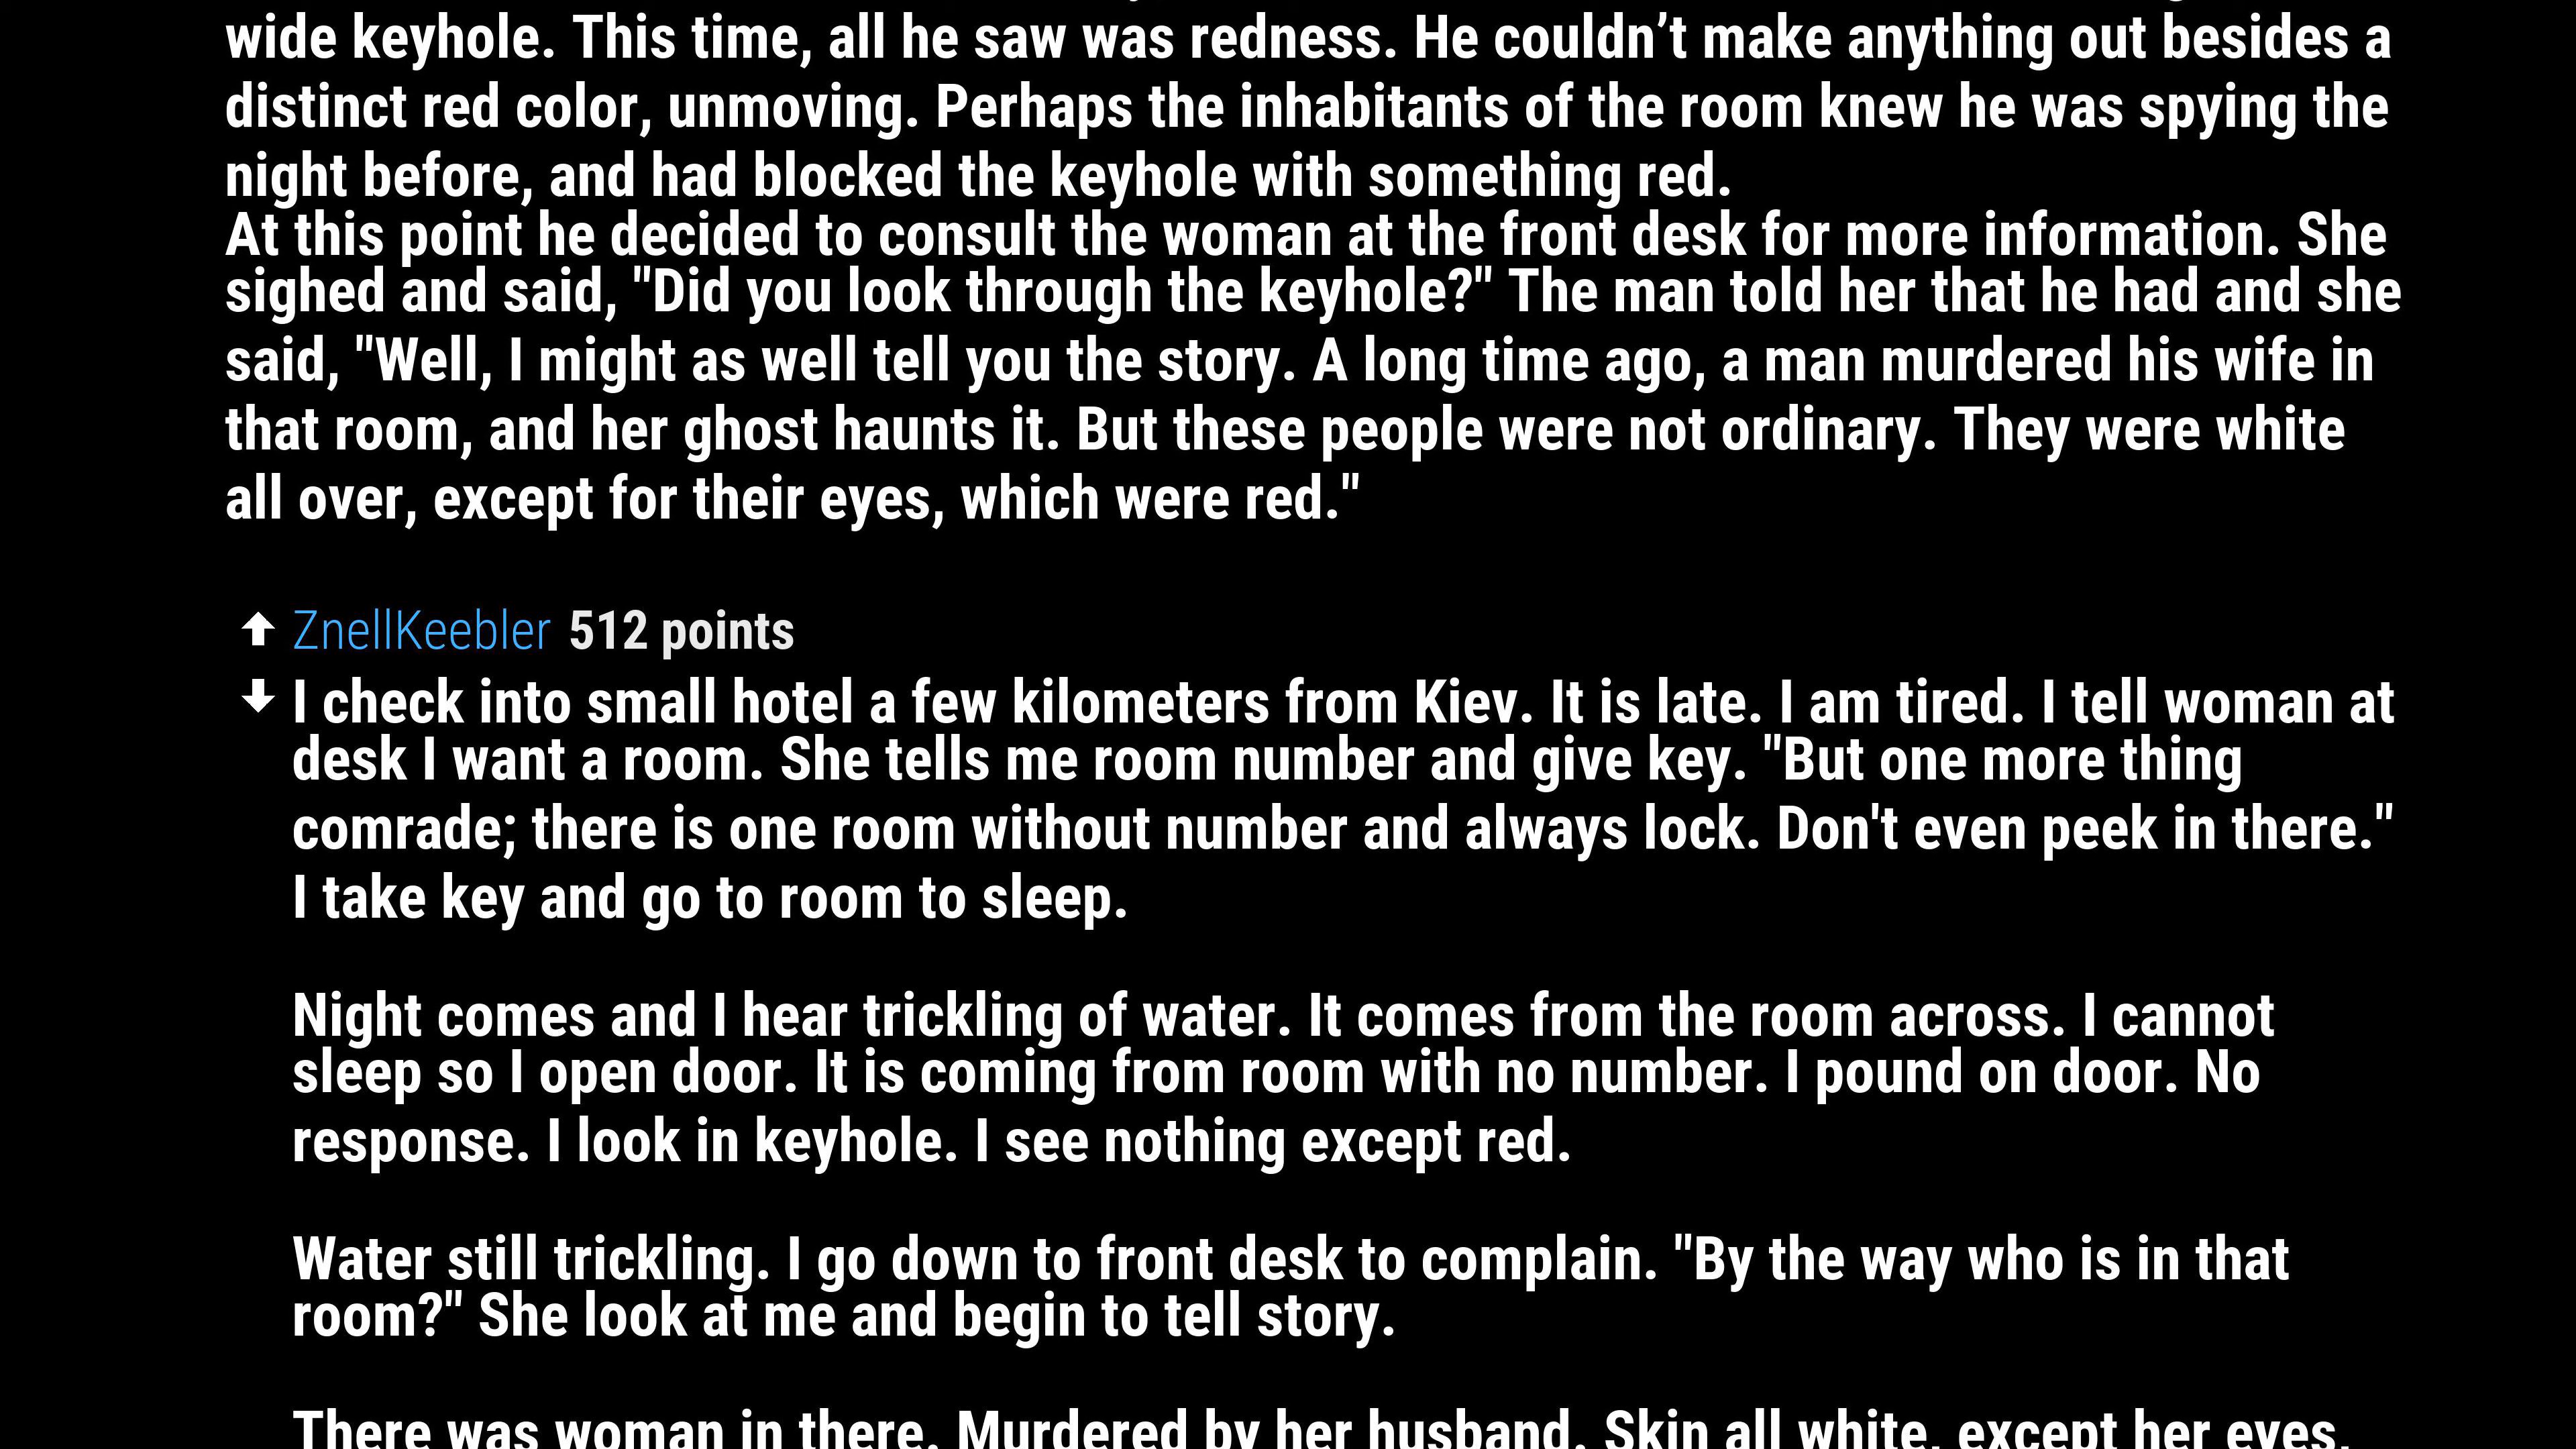 wide keyhole. This time, all he saw was redness. He couldn’t make anything out besides a
distinct red color, unmoving. Perhaps the inhabitants of the room knew he was spying the
night before, and had blocked the keyhole with something red.
At this point he decided to consult the woman at the front desk for more information. She
sighed and said, "Did you look through the keyhole?" The man told her that he had and she
said, "Well, I might as well tell you the story. A long time ago, a man murdered his wife in
that room, and her ghost haunts it. But these people were not ordinary. They were white
all over, except for their eyes, which were red."
ZnellKeebler 512 points
I check into small hotel a few kilometers from Kiev. It is late. I am tired. I tell woman at
desk I want a room. She tells me room number and give key. "But one more thing
comrade; there is one room without number and always lock. Don't even peek in there."
I take key and go to room to sleep.
Night comes and I hear trickling of water. It comes from the room across. I cannot
sleep so I open door. It is coming from room with no number. I pound on door. No
response. I look in keyhole. I see nothing except red.
Water still trickling. I go down to front desk to complain. "By the way who is in that
room?" She look at me and begin to tell story.
There was woman in there. Murdered by her husband. Skin all white, except her eyes,